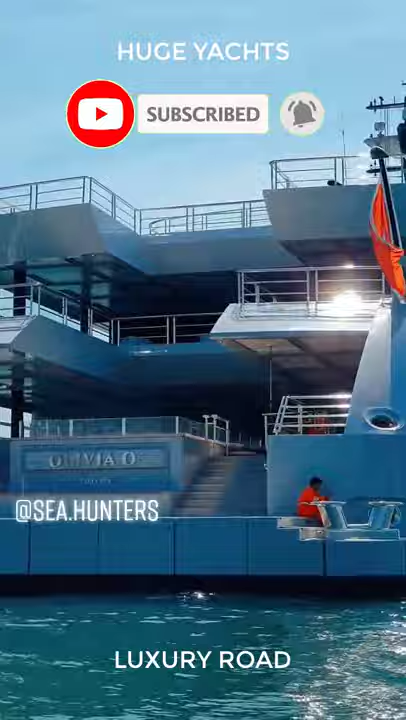 HUGE YACHTS
SUBSCRIBED
OLIVIA O
@SEA.HUNTERS
LUXURY ROAD